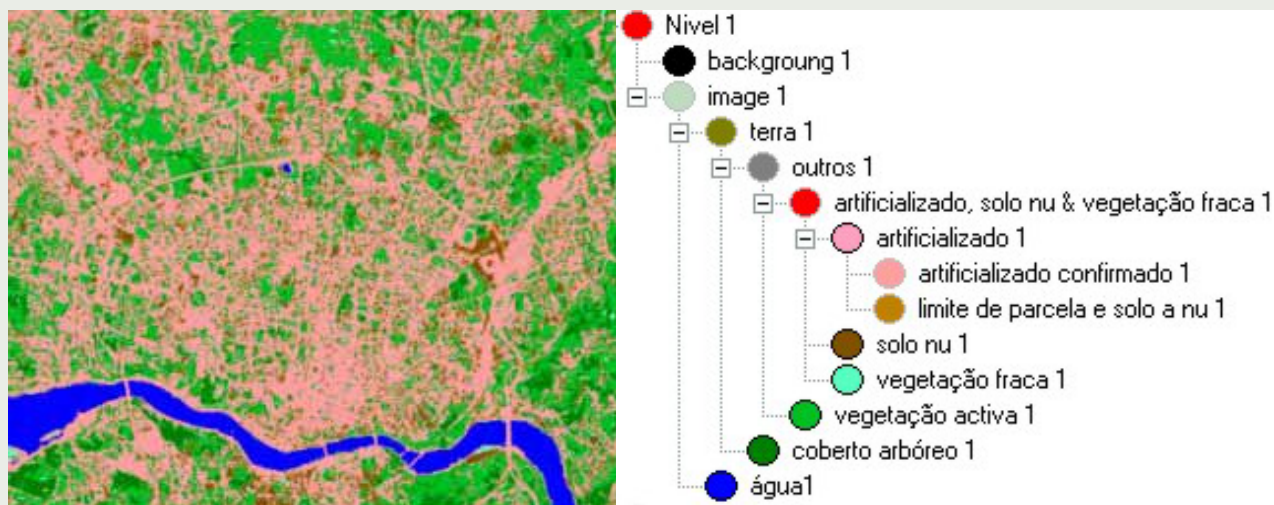 Nivel 1
backgroung 1
image 1
terra 1
outros 1
artificializado, solo nu & vegetação fraca 1
artificializado 1
artificializado confirmado 1
limite de parcela e solo a nu 1
solo nu 1
vegetação fraca 1
vegetação activa 1
coberto arbóreo 1
água1